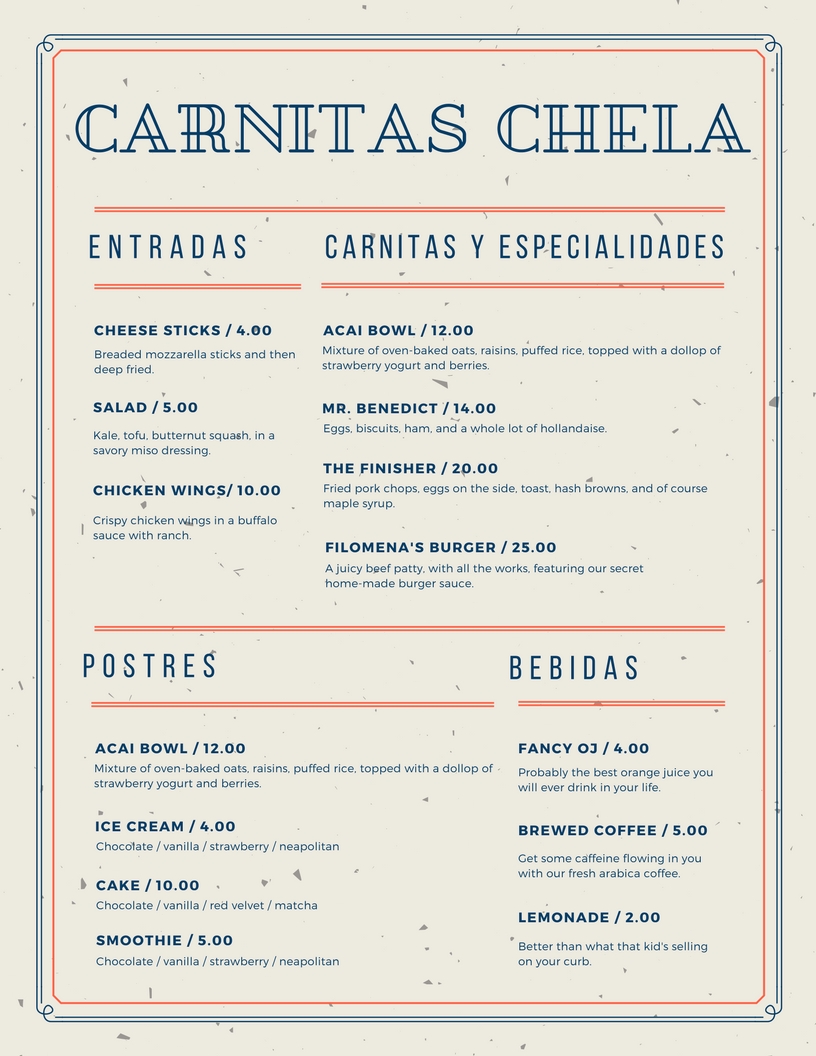 CARNITAS CHELA
ENTRADAS
CHEESE STICKS / 4.00
Breaded mozzarella sticks and then
deep fried.
SALAD / 5.00
Kale, tofu, butternut squash, in a
savory miso dressing.
CHICKEN WINGS/ 10.00
Crispy chicken wings in a buffalo
sauce with ranch.
CARNITAS Y ESPECIALIDADES
ACAI BOWL / 12.00
Mixture of oven-baked oats, raisins, puffed rice, topped with a dollop of
strawberry yogurt and berries.
MR. BENEDICT / 14.00
Eggs, biscuits, ham, and a whole lot of hollandaise.
THE FINISHER / 20.00
Fried pork chops, eggs on the side, toast, hash browns, and of course
maple syrup.
FILOMENA'S BURGER / 25.00
A juicy beef patty, with all the works, featuring our secret
home-made burger sauce.
POSTRES
ACAI BOWL / 12.00
Mixture of oven-baked oats, raisins, puffed rice, topped with a dollop of
strawberry yogurt and berries.
ICE CREAM / 4.00
Chocolate / vanilla / strawberry / neapolitan
CAKE / 10.00
Chocolate / vanilla / red velvet / matcha
SMOOTHIE / 5.00
Chocolate / vanilla / strawberry / neapolitan
BEBIDAS
FANCY OJ / 4.00
Probably the best orange juice you
will ever drink in your life.
BREWED COFFEE / 5.00
Get some caffeine flowing in you
with our fresh arabica coffee.
LEMONADE / 2.00
Better than what that kid's selling
on your curb.